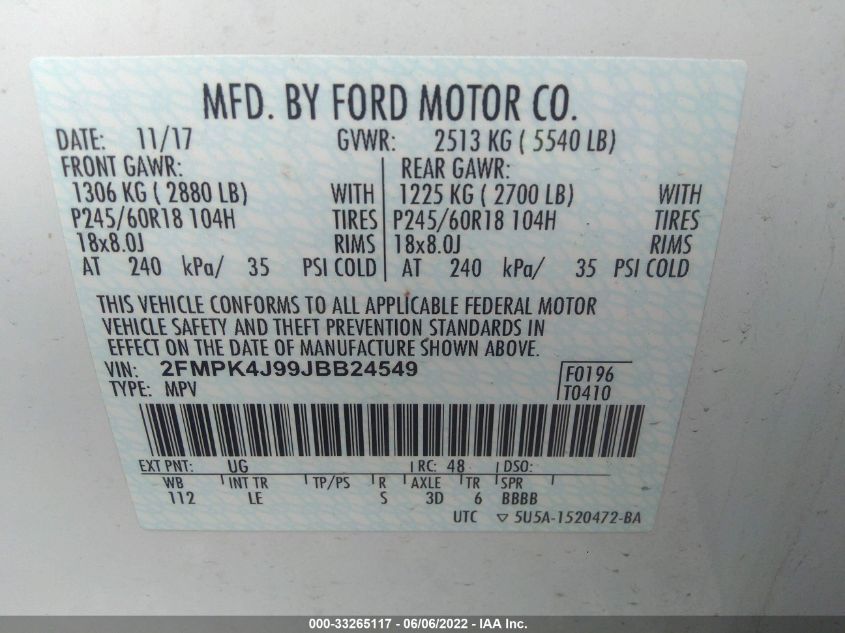 MFD. BY FORD MOTOR CO.
DATE: 11/17 GVWR: 2513 KG ( 5540 LB)
FRONT GAWR: REAR GAWR:
1306 KG ( 2880 LB) WITH 1225 KG ( 2700 LB) WITH
P245/60R18 104H TIRES P245/60R18 104H TIRES
18x8.0J RIMS 18x8.0J RIMS
AT 240 kPa/ 35 PSI COLD AT 240 kPa/ 35 PSI COLD
THIS VEHICLE CONFORMS TO ALL APPLICABLE FEDERAL MOTOR
VEHICLE SAFETY AND THEFT PREVENTION STANDARDS IN
EFFECT ON THE DATE OF MANUFACTURE SHOWN ABOVE.
VIN: 2FMPK4J99JBB24549 F0196
TYPE: MPV T0410
EXT PNT: UG RC: 48 DSO:
WB INT TR TP/PS R AXLE TR SPR
112 LE S 3D 6 BBBB
UTC ▽ 5U5A-1520472-BA
000-33265117 - 06/06/2022 - IAA Inc.